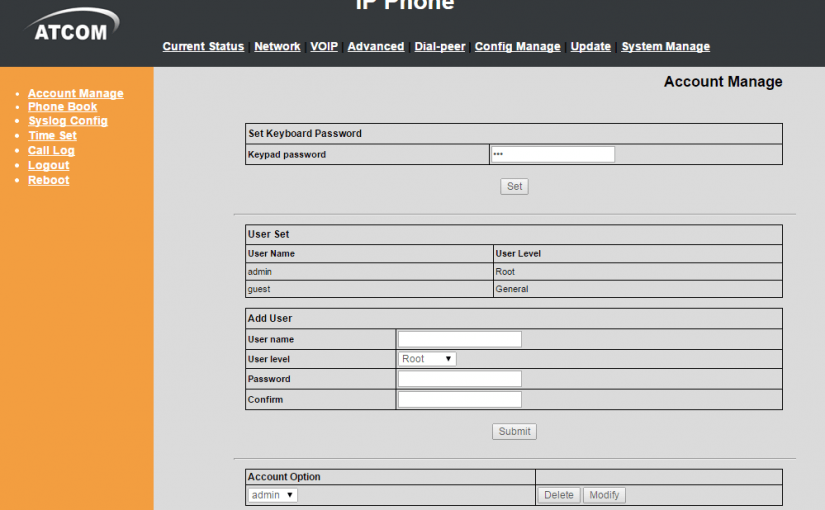 IP Phone
ATCOM
Current Status | Network | VOIP | Advanced | Dial-peer | Config Manage | Update | System Manage
Account Manage
Phone Book
Syslog Config
Time Set
Call Log
Logout
Reboot
Account Manage
Set Keyboard Password
Keypad password •••
Set
User Set
User Name User Level
admin Root
guest General
Add User
User name
User level Root
Password
Confirm
Submit
Account Option
admin Delete Modify